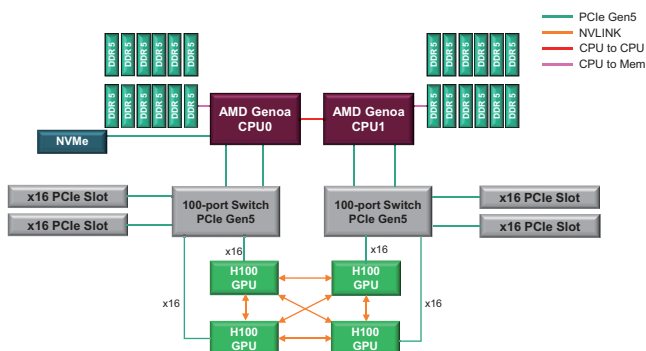 PCIe Gen5
NVLINK
CPU to CPU
CPU to Mem
DDR 5 DDR 5 DDR 5 DDR 5 DDR 5 DDR 5
DDR 5 DDR 5 DDR 5 DDR 5 DDR 5 DDR 5
DDR 5 DDR 5 DDR 5 DDR 5 DDR 5 DDR 5
DDR 5 DDR 5 DDR 5 DDR 5 DDR 5 DDR 5
AMD Genoa
CPU0
AMD Genoa
CPU1
NVMe
x16 PCIe Slot
x16 PCIe Slot
100-port Switch
PCIe Gen5
100-port Switch
PCIe Gen5
x16 PCIe Slot
x16 PCIe Slot
x16
x16
H100
GPU
H100
GPU
x16
x16
H100
GPU
H100
GPU